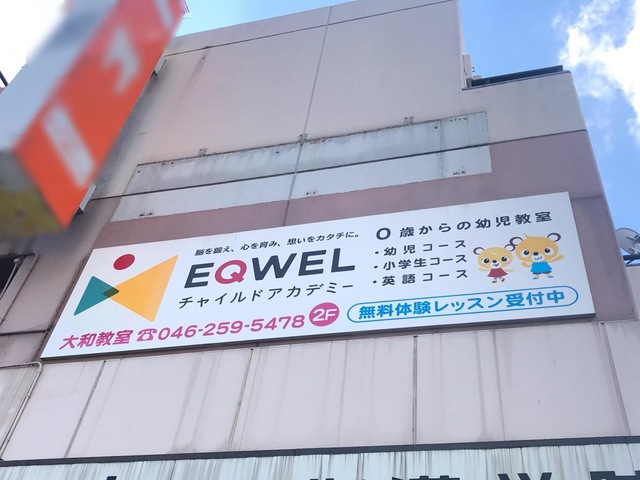 脳を鍛え、心を育み、想いをカタチに。
EQWEL
チャイルドアカデミー
0歳からの幼児教室
・幼児コース
・小学生コース
・英語コース
大和教室 ☎046-259-5478 2F
無料体験レッスン受付中